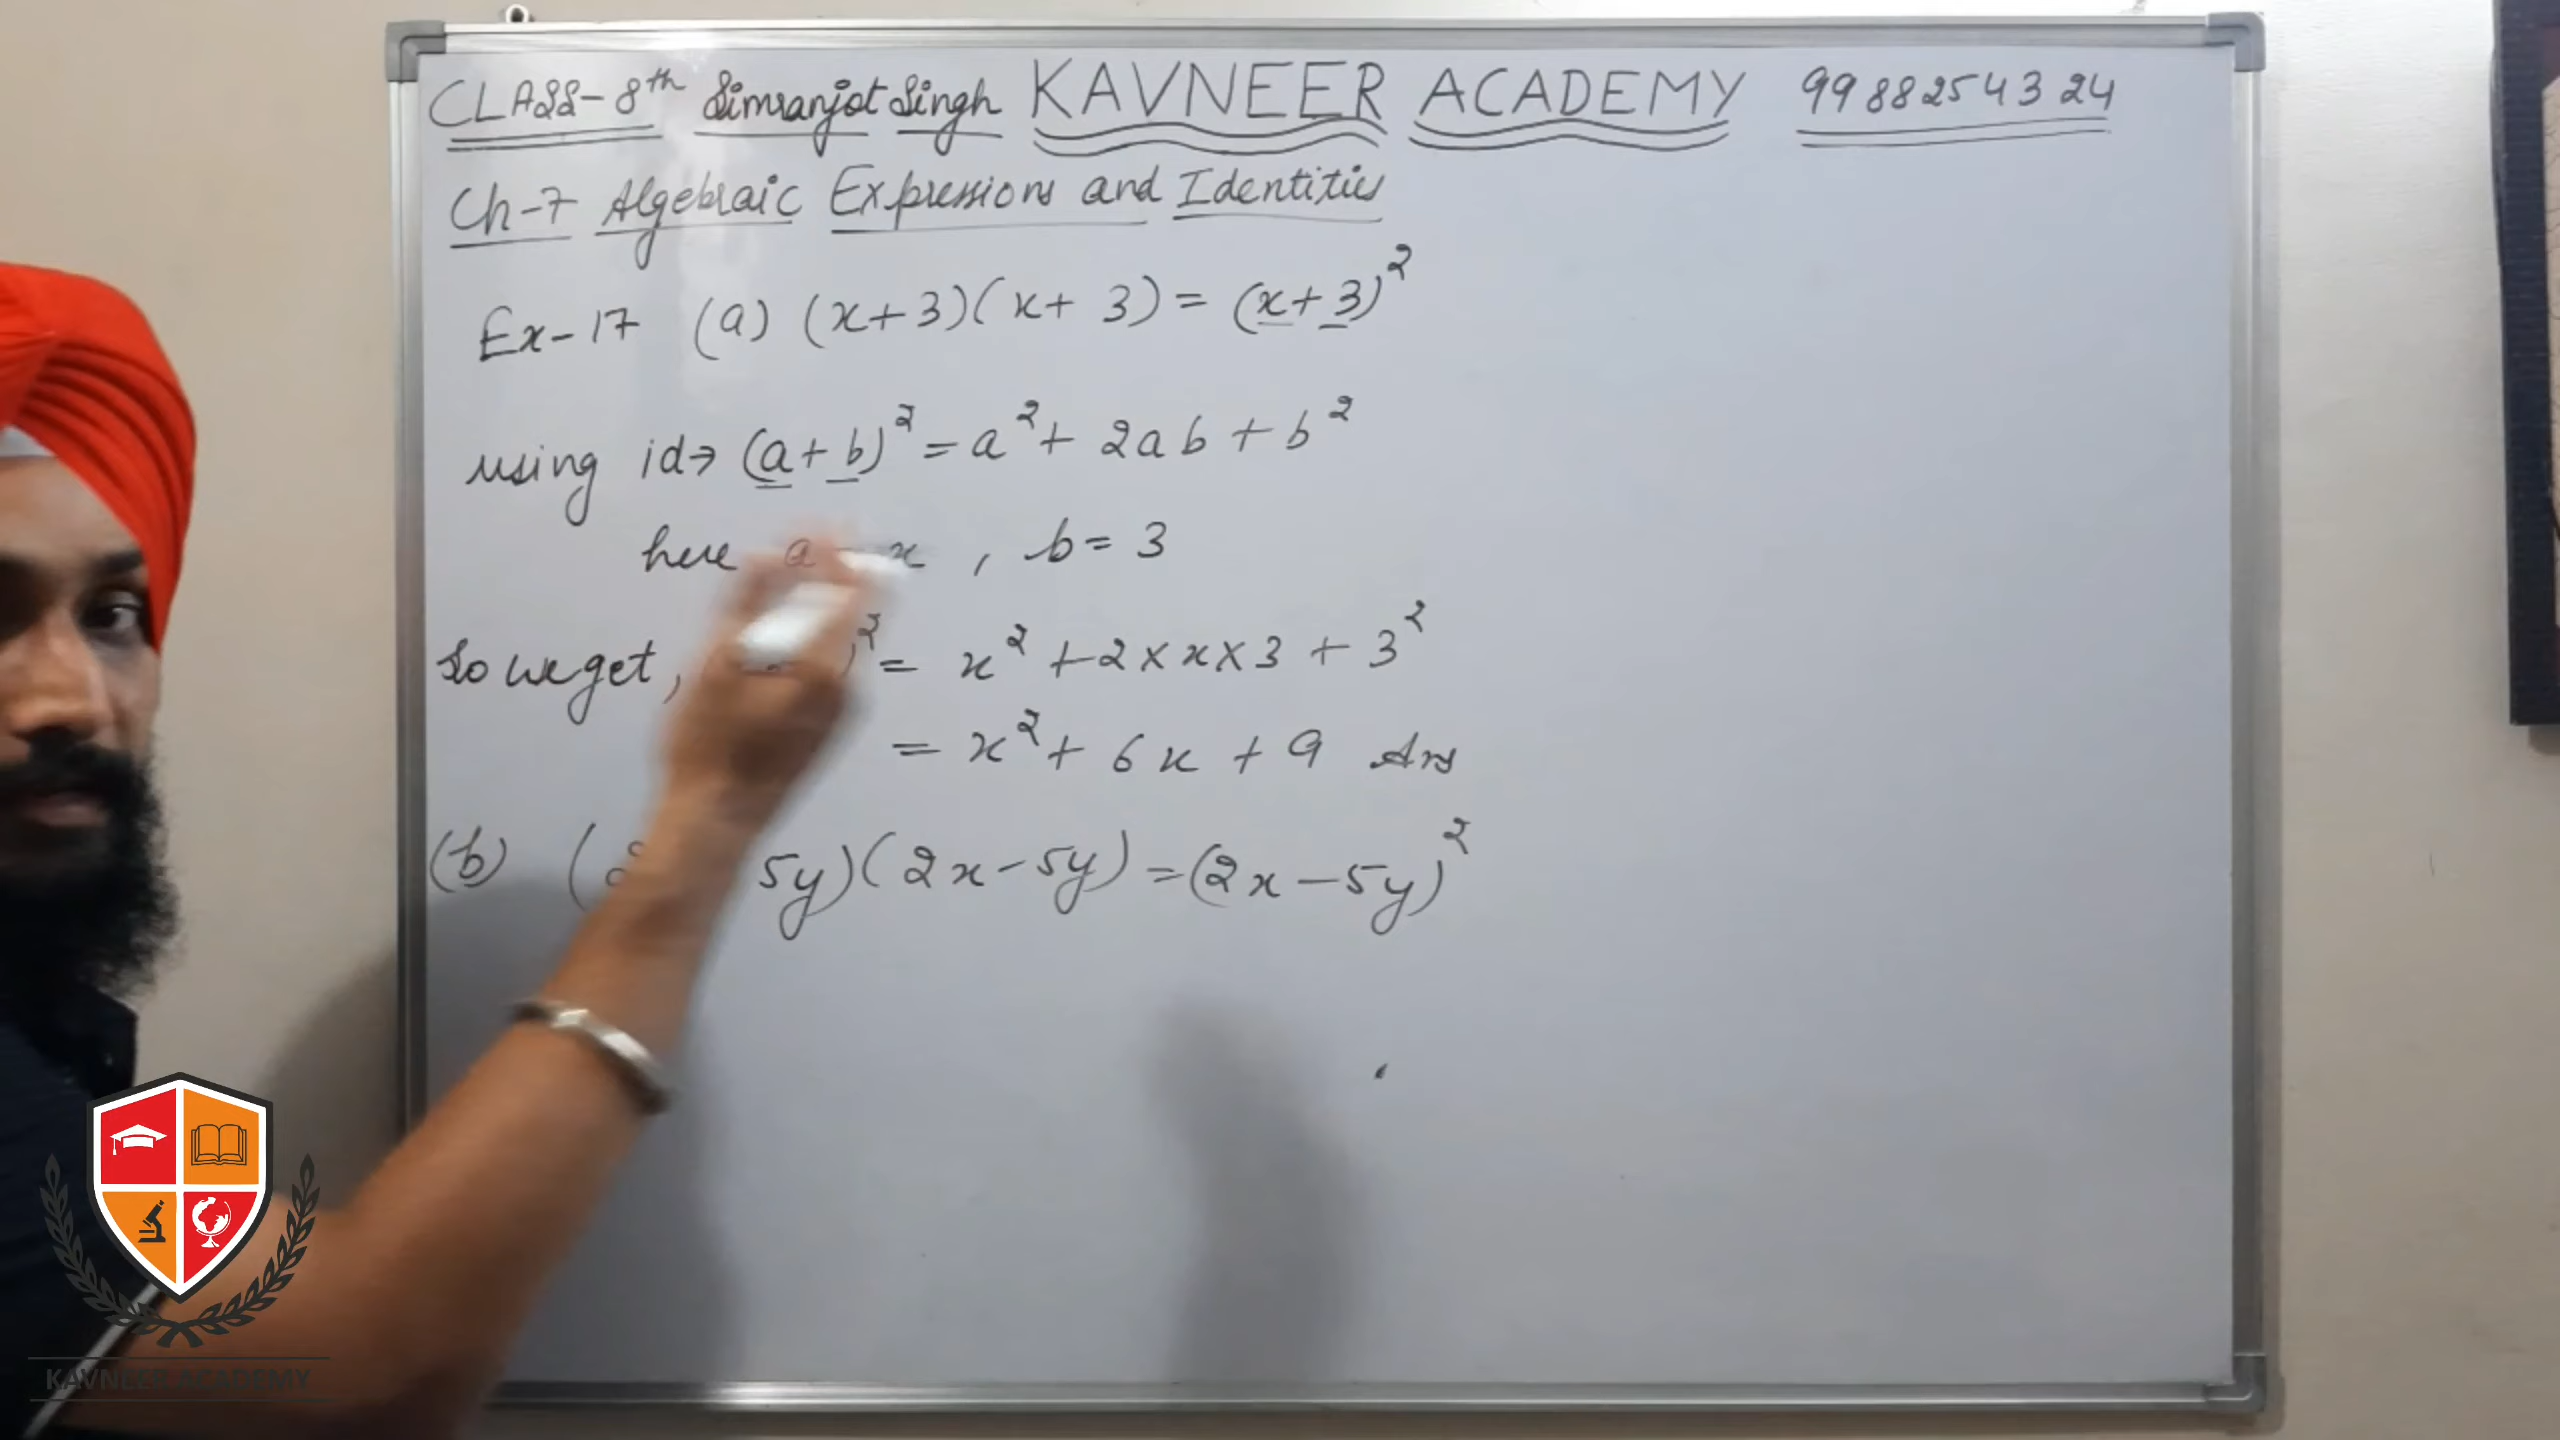 CLASS-8th Simranjot Singh KAVNEER ACADEMY 9988254324
Ch-7 Algebraic Expressions and Identities
Ex-17 (a) (x+3)(x+3) = (x+3)²
using id→ (a+b)² = a² + 2ab + b²
here a = x, b = 3
So we get, ² = x² + 2×x×3 + 3²
= x² + 6x + 9 Ans
(b) (2 5y)(2x-5y) = (2x-5y)²
KAVNEER ACADEMY